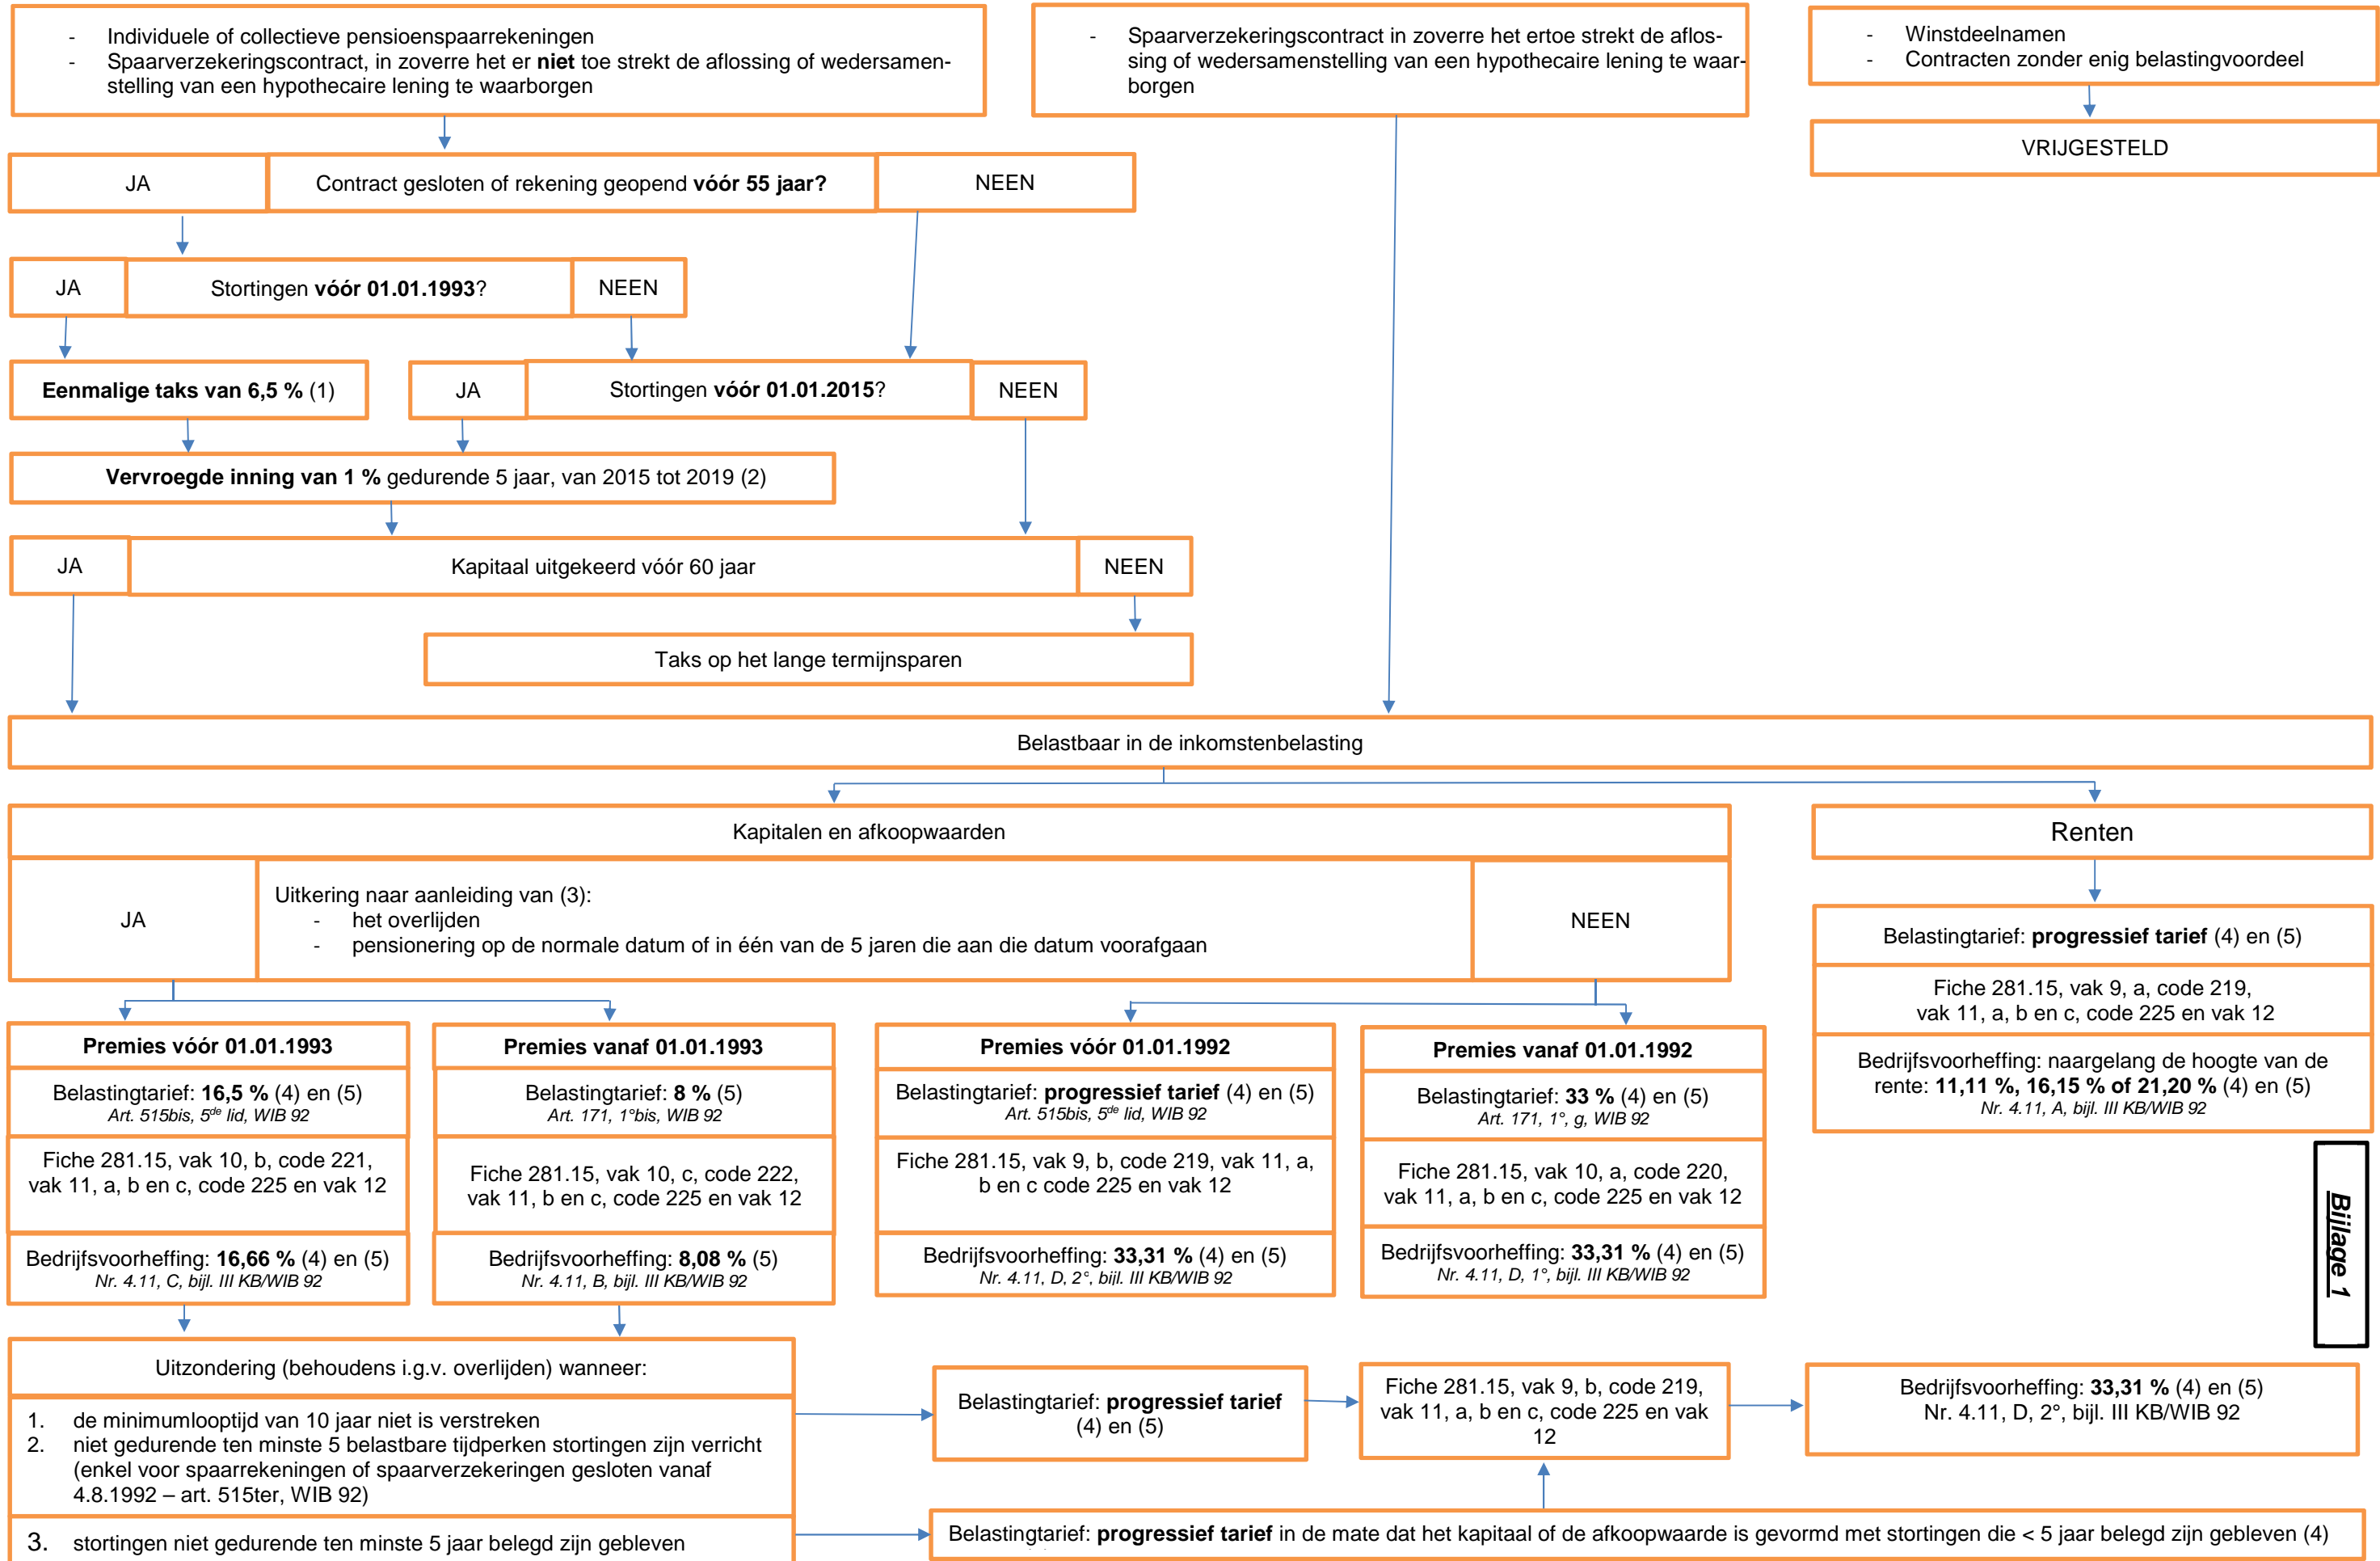 - Individuele of collectieve pensioenspaarrekeningen
- Spaarverzekeringscontract, in zoverre het er niet toe strekt de aflossing of wedersamen-
stelling van een hypothecaire lening te waarborgen
- Spaarverzekeringscontract in zoverre het ertoe strekt de aflos-
sing of wedersamenstelling van een hypothecaire lening te waar-
borgen
- Winstdeelnamen
- Contracten zonder enig belastingvoordeel
VRIJGESTELD
JA
Contract gesloten of rekening geopend vóór 55 jaar?
NEEN
JA
Stortingen vóór 01.01.1993?
NEEN
Eenmalige taks van 6,5 % (1)
JA
Stortingen vóór 01.01.2015?
NEEN
Vervroegde inning van 1 % gedurende 5 jaar, van 2015 tot 2019 (2)
JA
Kapitaal uitgekeerd vóór 60 jaar
NEEN
Taks op het lange termijnsparen
Belastbaar in de inkomstenbelasting
Kapitalen en afkoopwaarden
Renten
JA
Uitkering naar aanleiding van (3):
- het overlijden
- pensionering op de normale datum of in één van de 5 jaren die aan die datum voorafgaan
NEEN
Belastingtarief: progressief tarief (4) en (5)
Fiche 281.15, vak 9, a, code 219,
vak 11, a, b en c, code 225 en vak 12
Bedrijfsvoorheffing: naargelang de hoogte van de
rente: 11,11 %, 16,15 % of 21,20 % (4) en (5)
Nr. 4.11, A, bijl. III KB/WIB 92
Premies vóór 01.01.1993
Belastingtarief: 16,5 % (4) en (5)
Art. 515bis, 5de lid, WIB 92
Fiche 281.15, vak 10, b, code 221,
vak 11, a, b en c, code 225 en vak 12
Bedrijfsvoorheffing: 16,66 % (4) en (5)
Nr. 4.11, C, bijl. III KB/WIB 92
Premies vanaf 01.01.1993
Belastingtarief: 8 % (5)
Art. 171, 1°bis, WIB 92
Fiche 281.15, vak 10, c, code 222,
vak 11, b en c, code 225 en vak 12
Bedrijfsvoorheffing: 8,08 % (5)
Nr. 4.11, B, bijl. III KB/WIB 92
Premies vóór 01.01.1992
Belastingtarief: progressief tarief (4) en (5)
Art. 515bis, 5de lid, WIB 92
Fiche 281.15, vak 9, b, code 219, vak 11, a,
b en c code 225 en vak 12
Bedrijfsvoorheffing: 33,31 % (4) en (5)
Nr. 4.11, D, 2°, bijl. III KB/WIB 92
Premies vanaf 01.01.1992
Belastingtarief: 33 % (4) en (5)
Art. 171, 1°, g, WIB 92
Fiche 281.15, vak 10, a, code 220,
vak 11, a, b en c, code 225 en vak 12
Bedrijfsvoorheffing: 33,31 % (4) en (5)
Nr. 4.11, D, 1°, bijl. III KB/WIB 92
Bijlage 1
Uitzondering (behoudens i.g.v. overlijden) wanneer:
1. de minimumlooptijd van 10 jaar niet is verstreken
2. niet gedurende ten minste 5 belastbare tijdperken stortingen zijn verricht
(enkel voor spaarrekeningen of spaarverzekeringen gesloten vanaf
4.8.1992 – art. 515ter, WIB 92)
3. stortingen niet gedurende ten minste 5 jaar belegd zijn gebleven
Belastingtarief: progressief tarief
(4) en (5)
Fiche 281.15, vak 9, b, code 219,
vak 11, a, b en c, code 225 en vak
12
Bedrijfsvoorheffing: 33,31 % (4) en (5)
Nr. 4.11, D, 2°, bijl. III KB/WIB 92
Belastingtarief: progressief tarief in de mate dat het kapitaal of de afkoopwaarde is gevormd met stortingen die < 5 jaar belegd zijn gebleven (4)